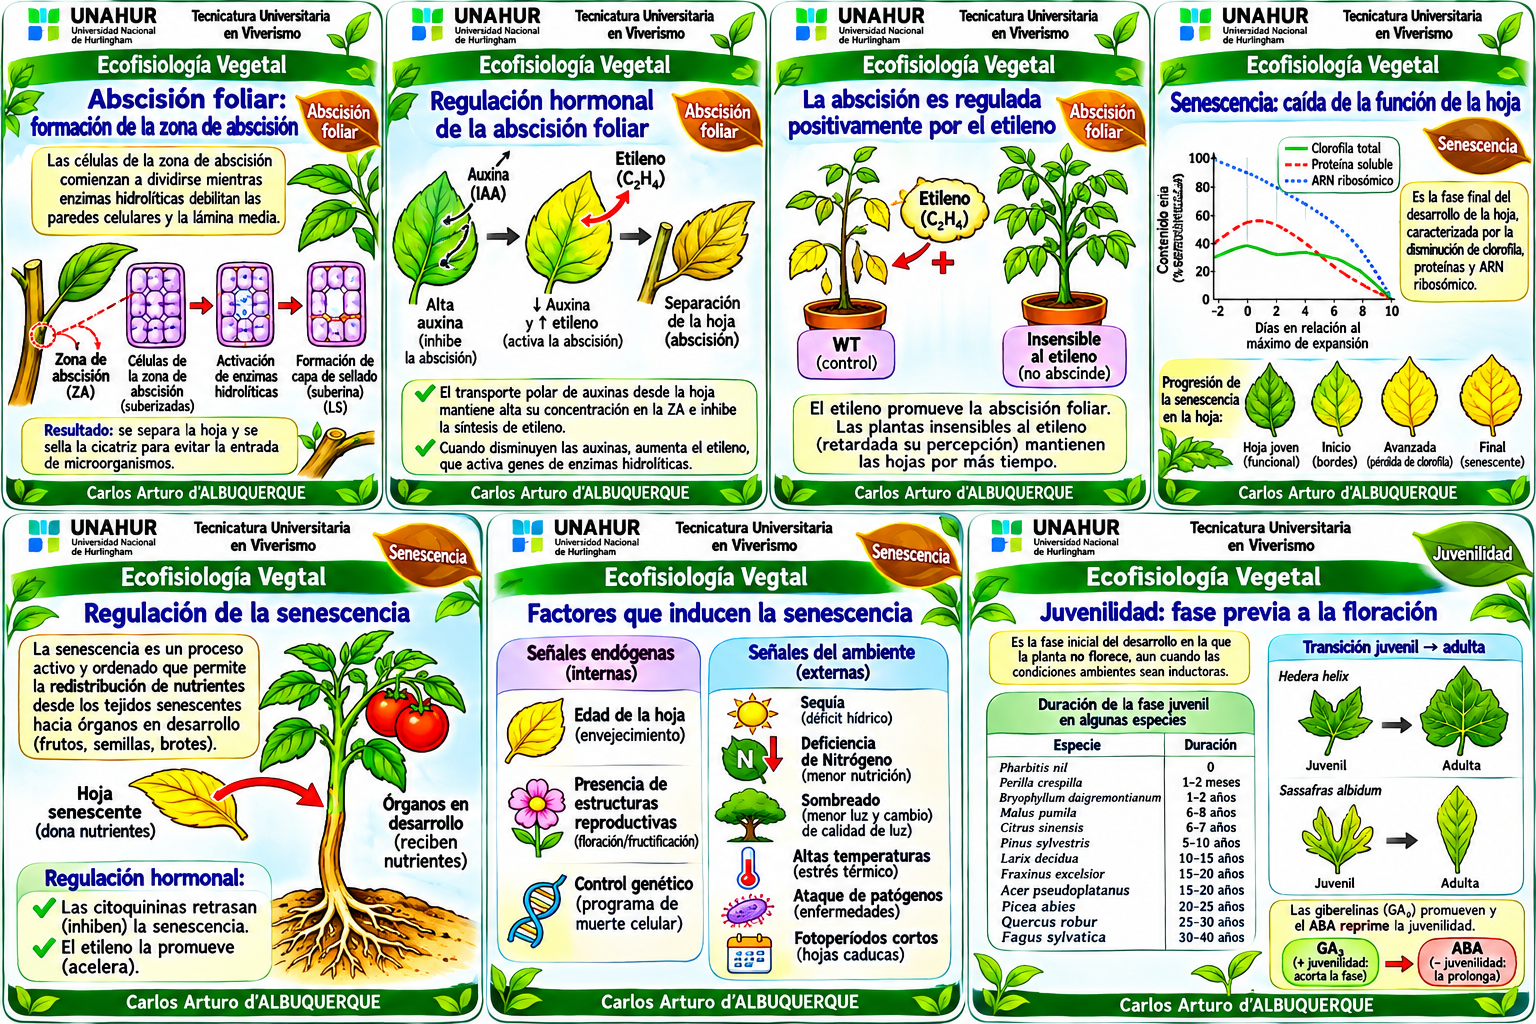 UNAHUR
Universidad Nacional
de Hurlingham
Tecnicatura Universitaria
en Viverismo
Ecofisiología Vegetal
Abscisión foliar:
formación de la zona de abscisión
Abscisión
foliar
Las células de la zona de abscisión
comienzan a dividirse mientras
enzimas hidrolíticas debilitan las
paredes celulares y la lámina media.
Zona de
abscisión
(ZA)
Células de
la zona de
abscisión
(suberizadas)
Activación
de enzimas
hidrolíticas
Formación de
capa de sellado
(suberina)
(LS)
Resultado: se separa la hoja y se
sella la cicatriz para evitar la entrada
de microorganismos.
Carlos Arturo d'ALBUQUERQUE
UNAHUR
Universidad Nacional
de Hurlingham
Tecnicatura Universitaria
en Viverismo
Ecofisiología Vegetal
Regulación hormonal
de la abscisión foliar
Abscisión
foliar
Auxina
(IAA)
Etileno
(C₂H₄)
Alta
auxina
(inhibe
la abscisión)
↓ Auxina
y ↑ etileno
(activa la abscisión)
Separación
de la hoja
(abscisión)
El transporte polar de auxinas desde la hoja
mantiene alta su concentración en la ZA e inhibe
la síntesis de etileno.
Cuando disminuyen las auxinas, aumenta el etileno,
que activa genes de enzimas hidrolíticas.
Carlos Arturo d'ALBUQUERQUE
UNAHUR
Universidad Nacional
de Hurlingham
Tecnicatura Universitaria
en Viverismo
Ecofisiología Vegetal
La abscisión es regulada
positivamente por el etileno
Abscisión
foliar
Etileno
(C₂H₄)
+
WT
(control)
Insensible
al etileno
(no abscinde)
El etileno promueve la abscisión foliar.
Las plantas insensibles al etileno
(retardada su percepción) mantienen
las hojas por más tiempo.
Carlos Arturo d'ALBUQUERQUE
UNAHUR
Universidad Nacional
de Hurlingham
Tecnicatura Universitaria
en Viverismo
Ecofisiología Vegetal
Senescencia: caída de la función de la hoja
Senescencia
Clorofila total
Proteína soluble
ARN ribosómico
Contenido
100
80
60
40
20
0
-2 0 2 4 6 8 10
Días en relación al
máximo de expansión
Es la fase final del
desarrollo de la hoja,
caracterizada por la
disminución de clorofila,
proteínas y ARN
ribosómico.
Progresión de
la senescencia
en la hoja:
Hoja joven
(funcional)
Inicio
(bordes)
Avanzada
(pérdida de clorofila)
Final
(senescente)
Carlos Arturo d'ALBUQUERQUE
UNAHUR
Universidad Nacional
de Hurlingham
Tecnicatura Universitaria
en Viverismo
Senescencia
Ecofisiología Vegtal
Regulación de la senescencia
La senescencia es un proceso
activo y ordenado que permite
la redistribución de nutrientes
desde los tejidos senescentes
hacia órganos en desarrollo
(frutos, semillas, brotes).
Hoja
senescente
(dona nutrientes)
Órganos en
desarrollo
(reciben
nutrientes)
Regulación hormonal:
Las citoquininas retrasan
(inhiben) la senescencia.
El etileno la promueve
(acelera).
Carlos Arturo d'ALBUQUERQUE
UNAHUR
Universidad Nacional
de Hurlingham
Tecnicatura Universitaria
en Viverismo
Senescencia
Ecofisiología Vegtal
Factores que inducen la senescencia
Señales endógenas
(internas)
Edad de la hoja
(envejecimiento)
Presencia de
estructuras
reproductivas
(floración/fructificación)
Control genético
(programa de
muerte celular)
Señales del ambiente
(externas)
Sequía
(déficit hídrico)
N
Deficiencia
de Nitrógeno
(menor nutrición)
Sombreado
(menor luz y cambio)
de calidad de luz)
Altas temperaturas
(estrés térmico)
Ataque de patógenos
(enfermedades)
Fotoperíodos cortos
(hojas caducas)
Carlos Arturo d'ALBUQUERQUE
UNAHUR
Universidad Nacional
de Hurlingham
Tecnicatura Universitaria
en Viverismo
Juvenilidad
Ecofisiología Vegetal
Juvenilidad: fase previa a la floración
Es la fase inicial del desarrollo en la que
la planta no florece, aun cuando las
condiciones ambientes sean inductoras.
Duración de la fase juvenil
en algunas especies
Especie Duración
Pharbitis nil 0
Perilla crespilla 1-2 meses
Bryophyllum daigremontianum 1-2 años
Malus pumila 6-8 años
Citrus sinensis 6-7 años
Pinus sylvestris 5-10 años
Larix decidua 10-15 años
Fraxinus excelsior 15-20 años
Acer pseudoplatanus 15-20 años
Picea abies 20-25 años
Quercus robur 25-30 años
Fagus sylvatica 30-40 años
Transición juvenil → adulta
Hedera helix
Juvenil
Adulta
Sassafras albidum
Juvenil
Adulta
Las giberelinas (GA₃) promueven y
el ABA reprime la juvenilidad.
GA₃
(+ juvenilidad:
acorta la fase)
ABA
(− juvenilidad:
la prolonga)
Carlos Arturo d'ALBUQUERQUE